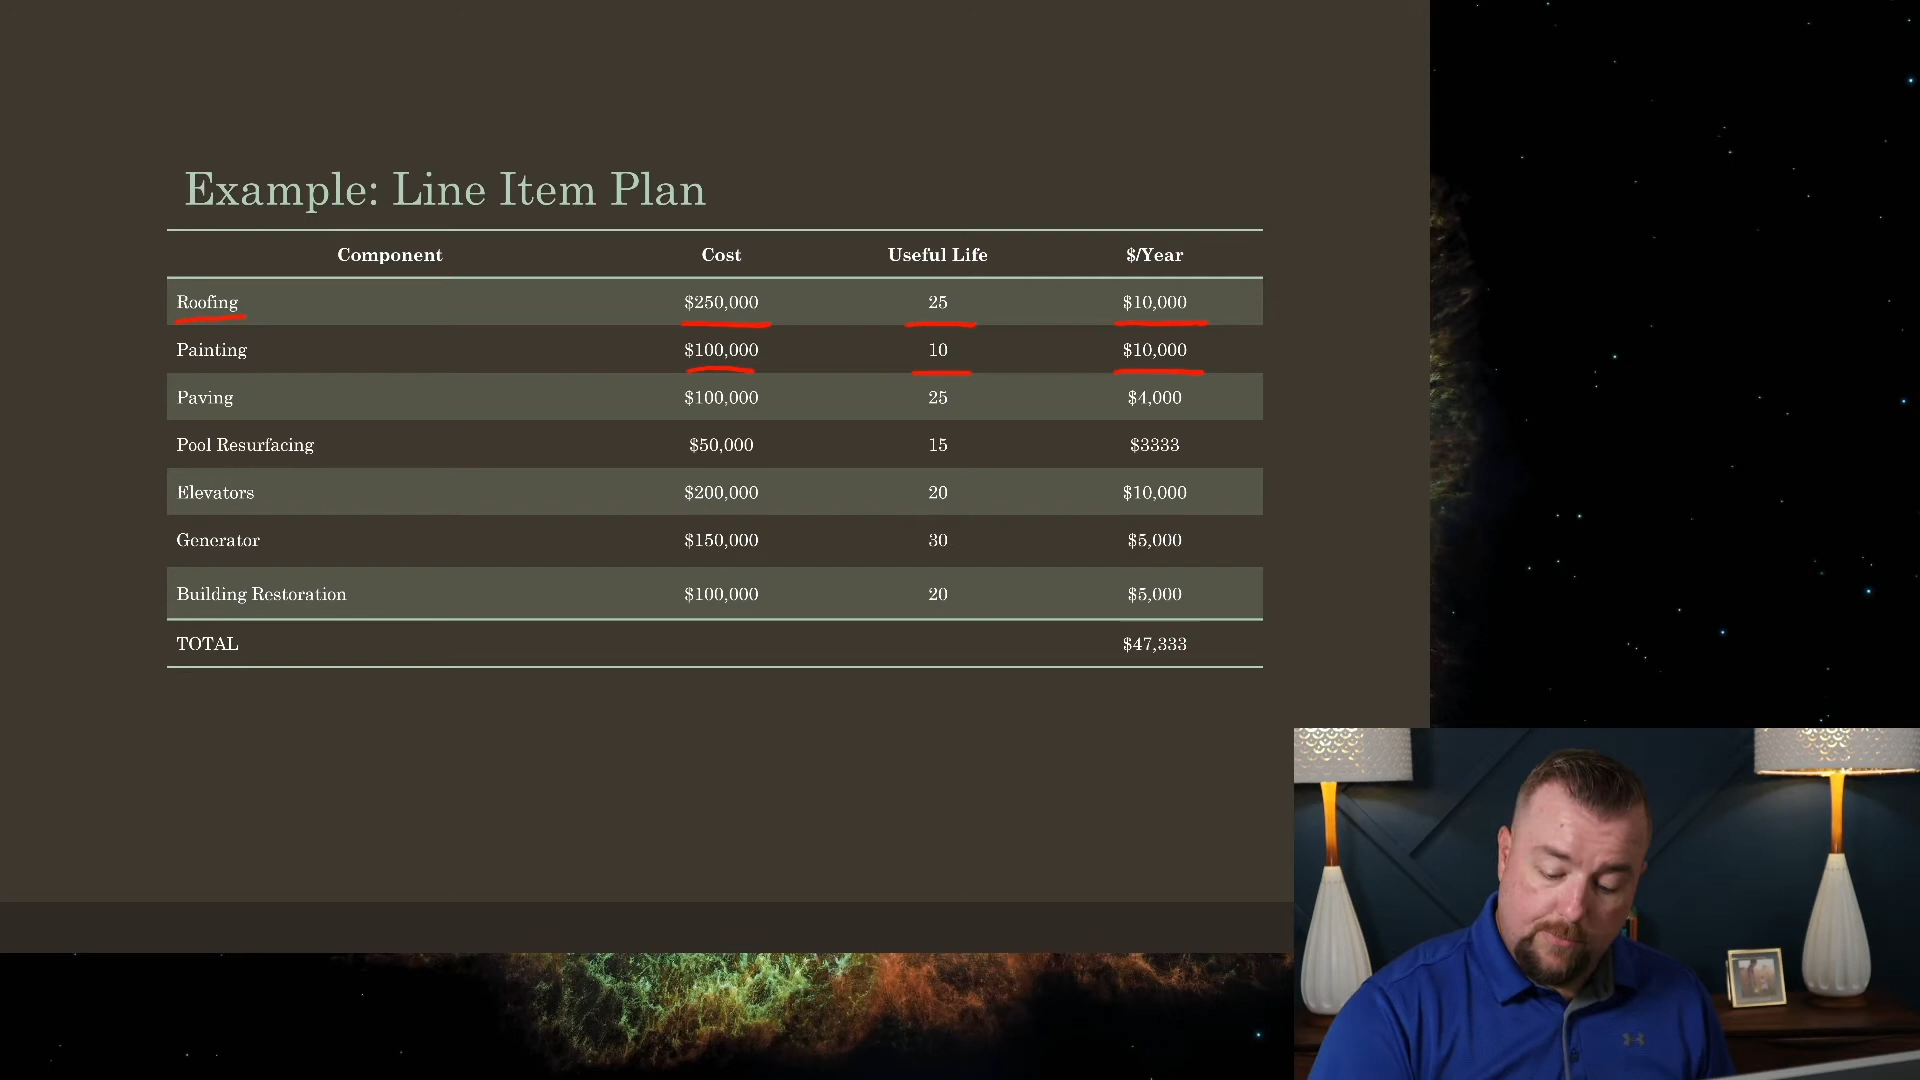 Example: Line Item Plan
Component Cost Useful Life $/Year
Roofing $250,000 25 $10,000
Painting $100,000 10 $10,000
Paving $100,000 25 $4,000
Pool Resurfacing $50,000 15 $3333
Elevators $200,000 20 $10,000
Generator $150,000 30 $5,000
Building Restoration $100,000 20 $5,000
TOTAL $47,333